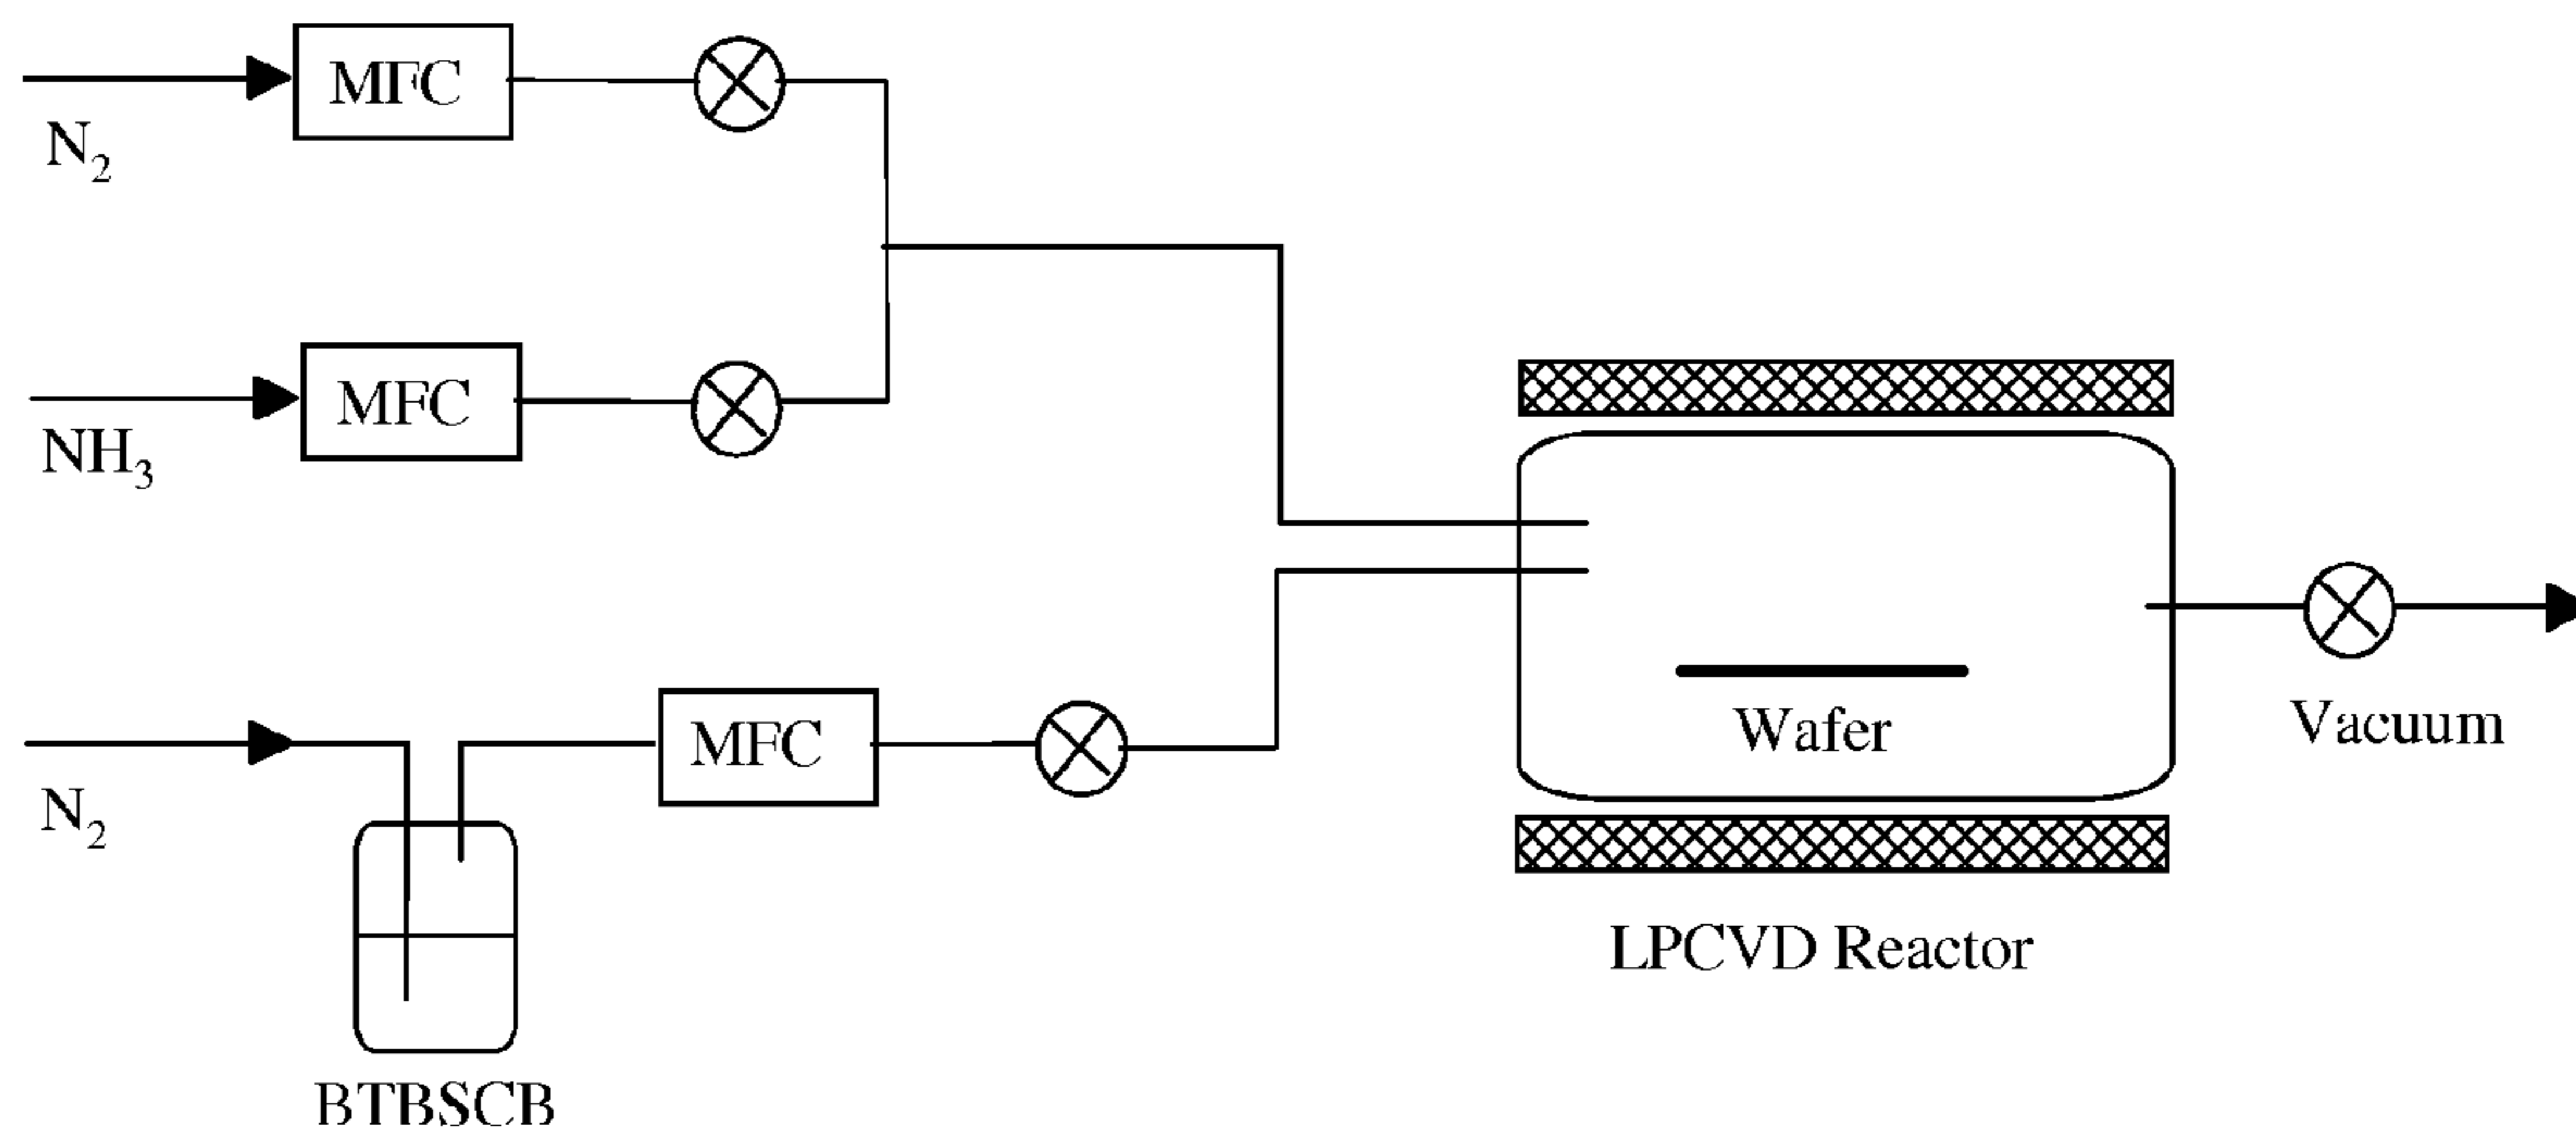 MFC
N2
MFC
NH3
MFC
N2
Wafer
Vacuum
LPCVD Reactor
BTBSCB